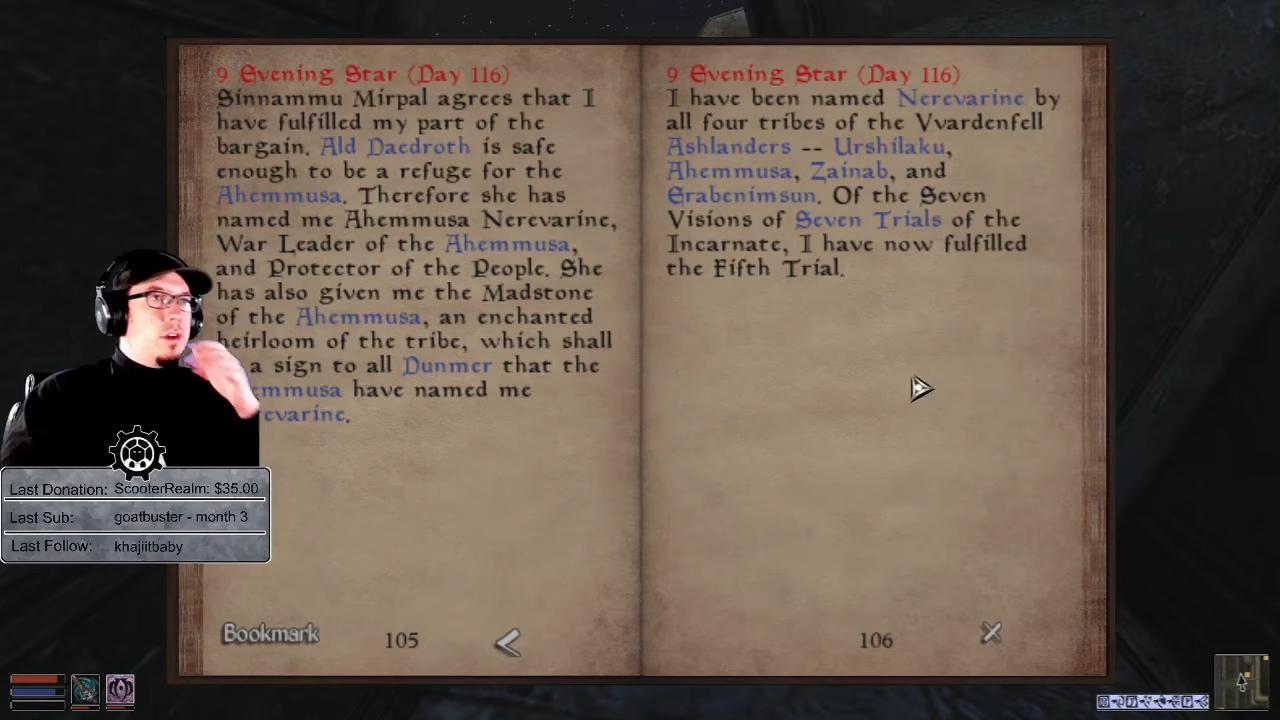 9 Evening Star (Day 116)
Sinnammu Mirpal agrees that I
have fulfilled my part of the
bargain. Ald Daedroth is safe
enough to be a refuge for the
Ahemmusa. Therefore she has
named me Ahemmusa Nerevarine,
War Leader of the Ahemmusa,
and Protector of the People. She
has also given me the Madstone
of the Ahemmusa, an enchanted
heirloom of the tribe, which shall
a sign to all Dunmer that the
emmusa have named me
evarine.
Bookmark
105
9 Evening Star (Day 116)
I have been named Nerevarine by
all four tribes of the Vvardenfell
Ashlanders -- Urshilaku,
Ahemmusa, Zainab, and
Erabenimsun. Of the Seven
Visions of Seven Trials of the
Incarnate, I have now fulfilled
the Fifth Trial.
106
Last Donation: ScooterRealm: $35.00
Last Sub: goatbuster - month 3
Last Follow: khajiitbaby